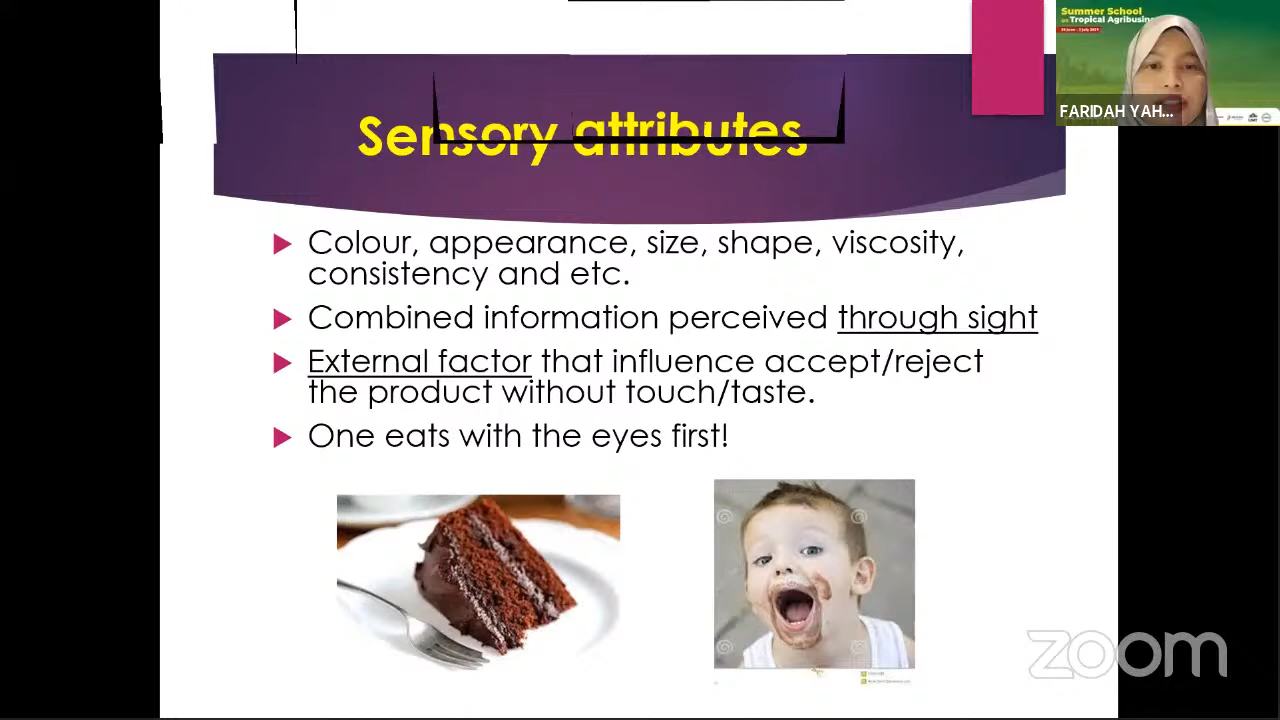 Summer School
on Tropical Agribusin
FARIDAH YAH...
Sensory attributes
Colour, appearance, size, shape, viscosity,
consistency and etc.
Combined information perceived through sight
External factor that influence accept/reject
the product without touch/taste.
One eats with the eyes first!
zoom